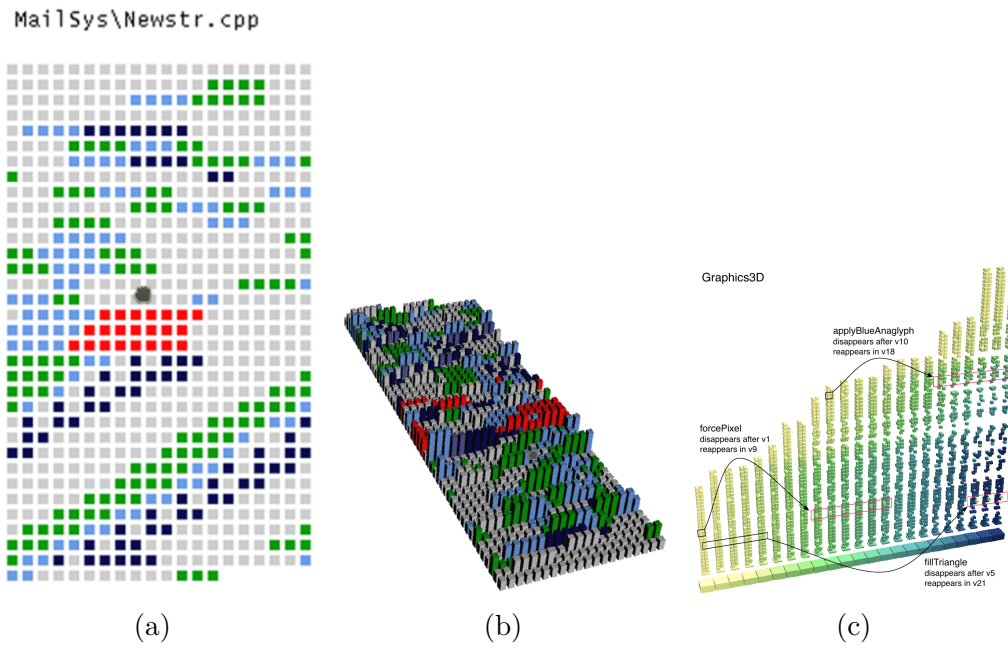 MailSys\Newstr.cpp
Graphics3D
applyBlueAnaglyph
disappears after v10
reappears in v18
forcePixel
disappears after v1
reappears in v9
fillTriangle
disappears after v5
reappears in v21
(a)
(b)
(c)